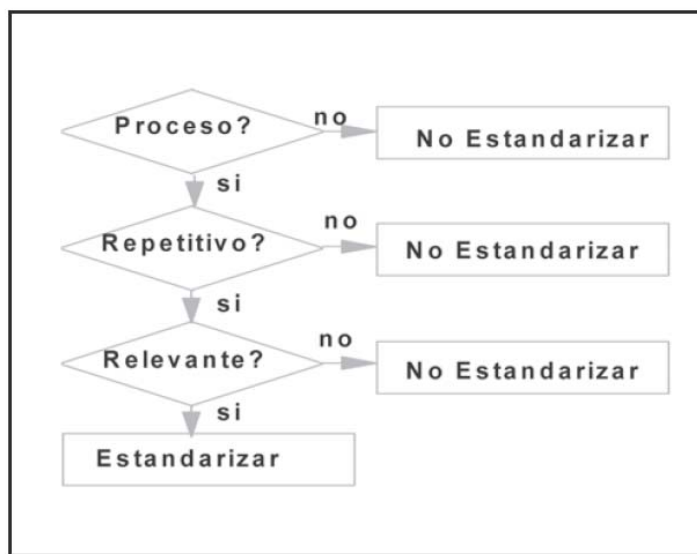 Proceso?
no
No Estandarizar
si
Repetitivo?
no
No Estandarizar
si
Relevante?
no
No Estandarizar
si
Estandarizar